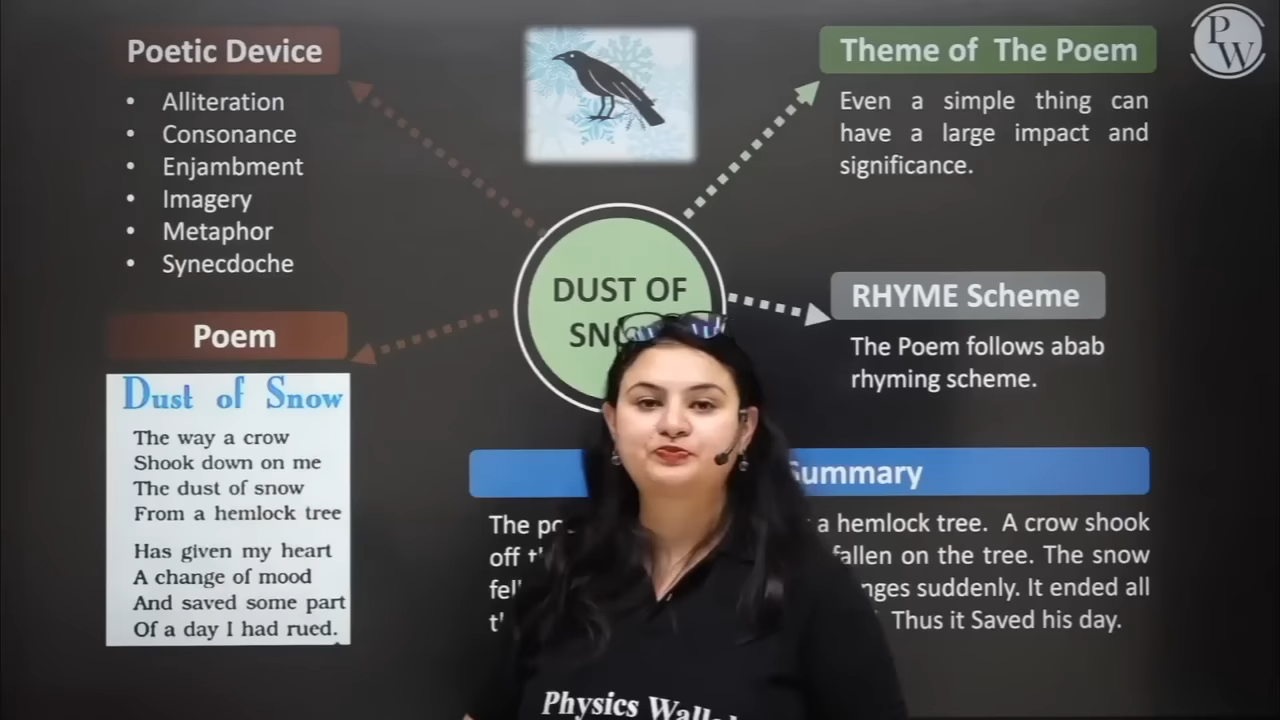 Poetic Device
• Alliteration
• Consonance
• Enjambment
• Imagery
• Metaphor
• Synecdoche
Poem
Dust of Snow
The way a crow
Shook down on me
The dust of snow
From a hemlock tree
Has given my heart
A change of mood
And saved some part
Of a day I had rued.
DUST OF
Theme of The Poem
Even a simple thing can
have a large impact and
significance.
RHYME Scheme
The Poem follows abab
rhyming scheme.
Summary
The a hemlock tree. A crow shook
off fallen on the tree. The snow
suddenly. It ended all
Thus it Saved his day.
PW
Physics